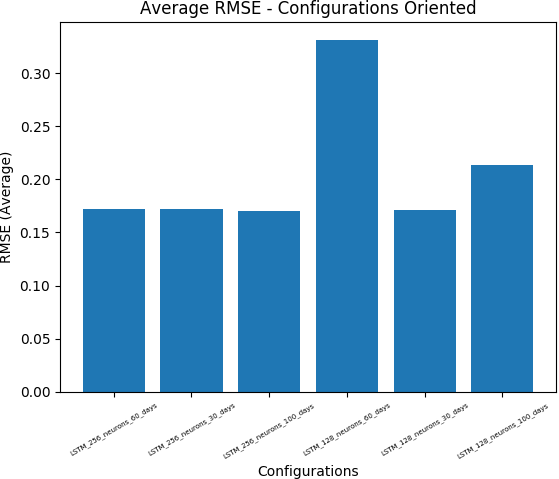 Average RMSE - Configurations Oriented
RMSE (Average)
0.30
0.25
0.20
0.15
0.10
0.05
0.00
LSTM_256_neurons_60_days
LSTM_256_neurons_30_days
LSTM_256_neurons_100_days
LSTM_128_neurons_60_days
LSTM_128_neurons_30_days
LSTM_128_neurons_100_days
Configurations